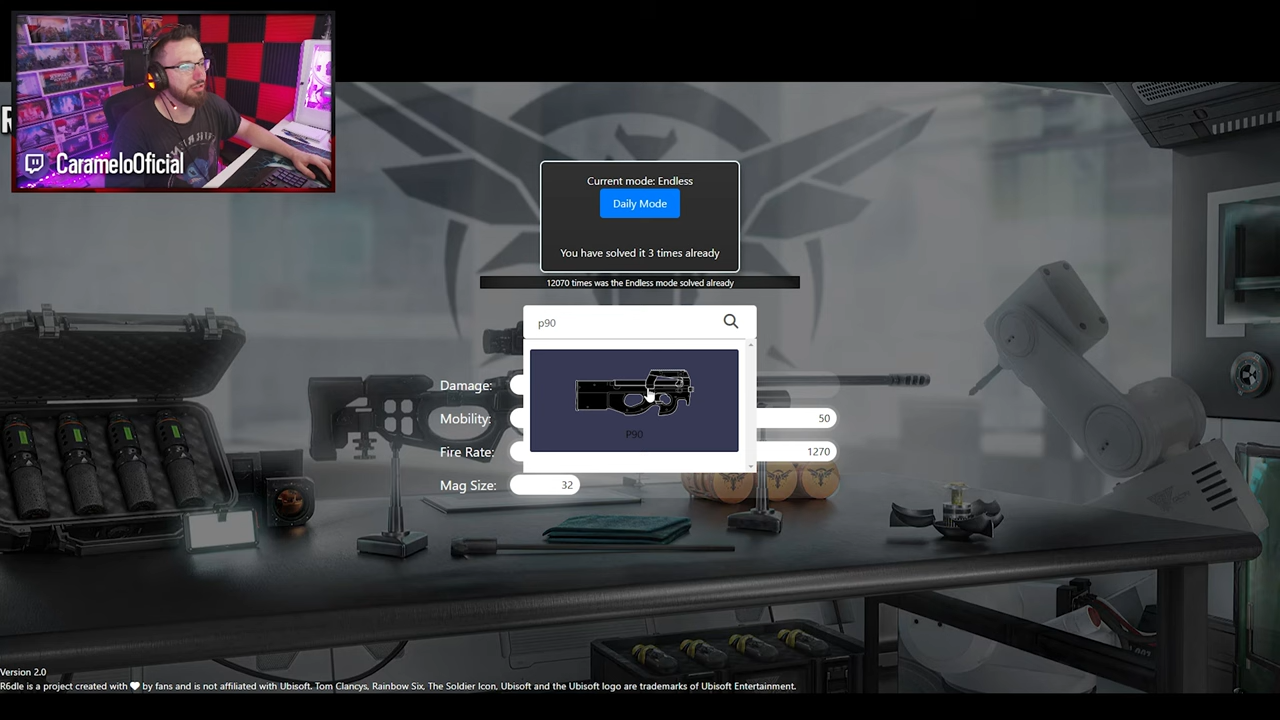 CarameloOficial
R
Current mode: Endless
Daily Mode
You have solved it 3 times already
12070 times was the Endless mode solved already
p90
P90
Damage:
Mobility:
50
Fire Rate:
1270
Mag Size:
32
Version 2.0
R6dle is a project created with 🤍 by fans and is not affiliated with Ubisoft. Tom Clancys, Rainbow Six, The Soldier Icon, Ubisoft and the Ubisoft logo are trademarks of Ubisoft Entertainment.